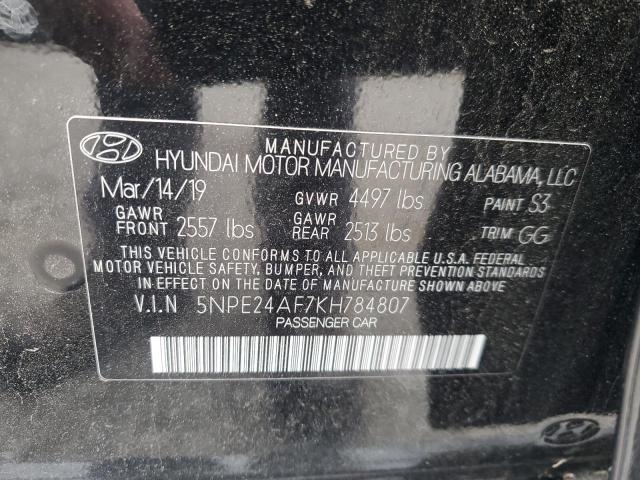 MANUFACTURED BY
HYUNDAI MOTOR MANUFACTURING ALABAMA, LLC
Mar/14/19 GVWR 4497 lbs PAINT S3
GAWR FRONT 2557 lbs GAWR REAR 2513 lbs TRIM GG
THIS VEHICLE CONFORMS TO ALL APPLICABLE U.S.A. FEDERAL
MOTOR VEHICLE SAFETY, BUMPER, AND THEFT PREVENTION STANDARDS
IN EFFECT ON THE DATE OF MANUFACTURE SHOWN ABOVE.
V.I.N 5NPE24AF7KH784807
PASSENGER CAR